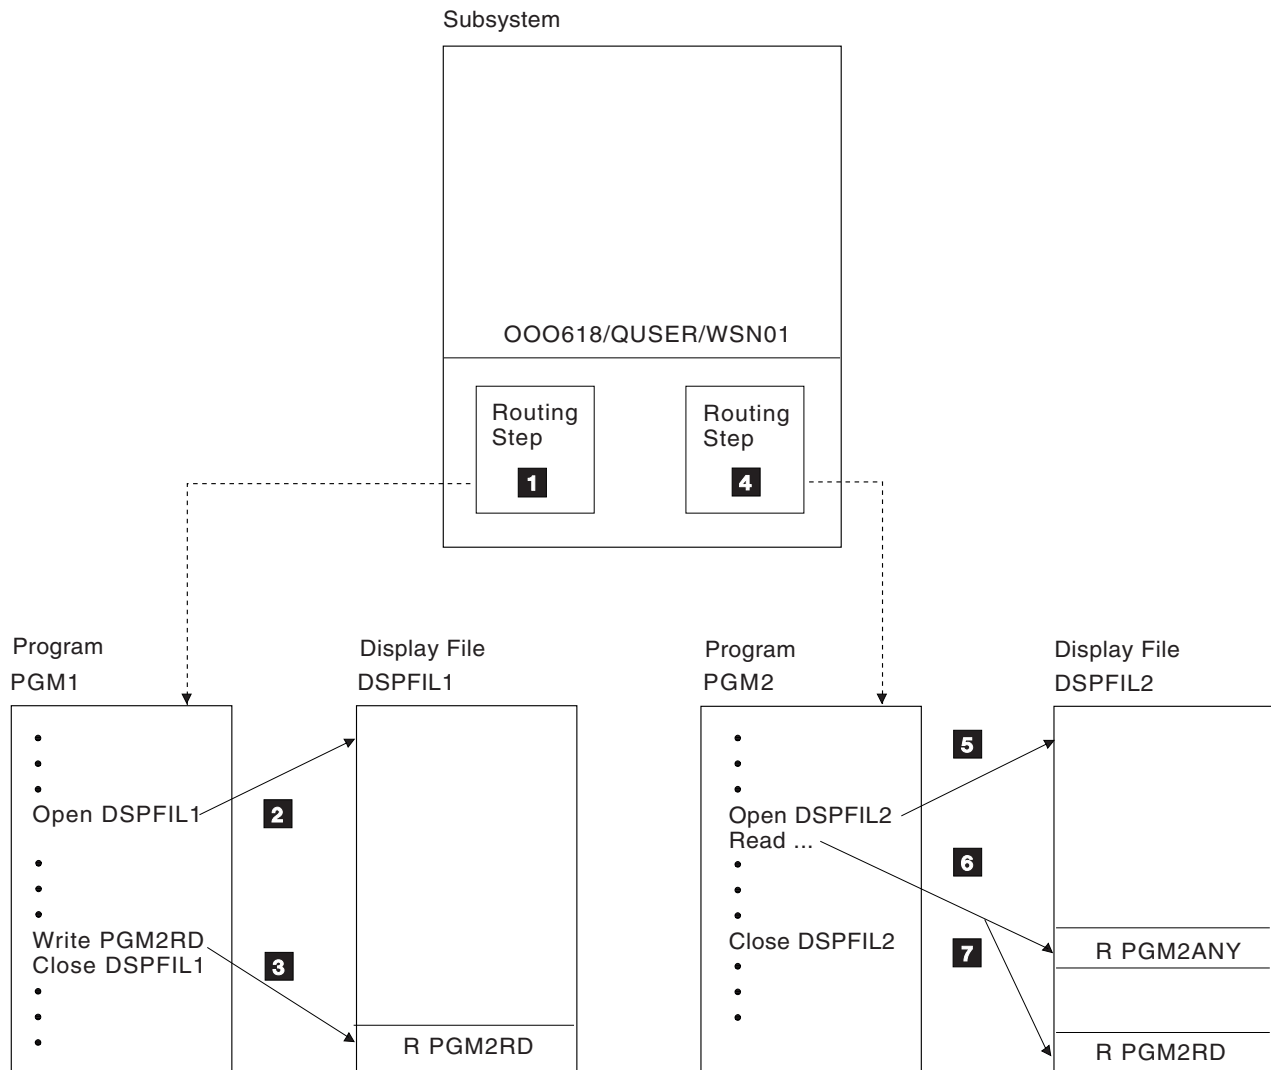 Subsystem
OOO618/QUSER/WSN01
Routing
Step
1
Routing
Step
4
Program
PGM1
Display File
DSPFIL1
Program
PGM2
Display File
DSPFIL2
Open DSPFIL1
2
Write PGM2RD
Close DSPFIL1
3
R PGM2RD
5
Open DSPFIL2
Read ...
6
Close DSPFIL2
7
R PGM2ANY
R PGM2RD